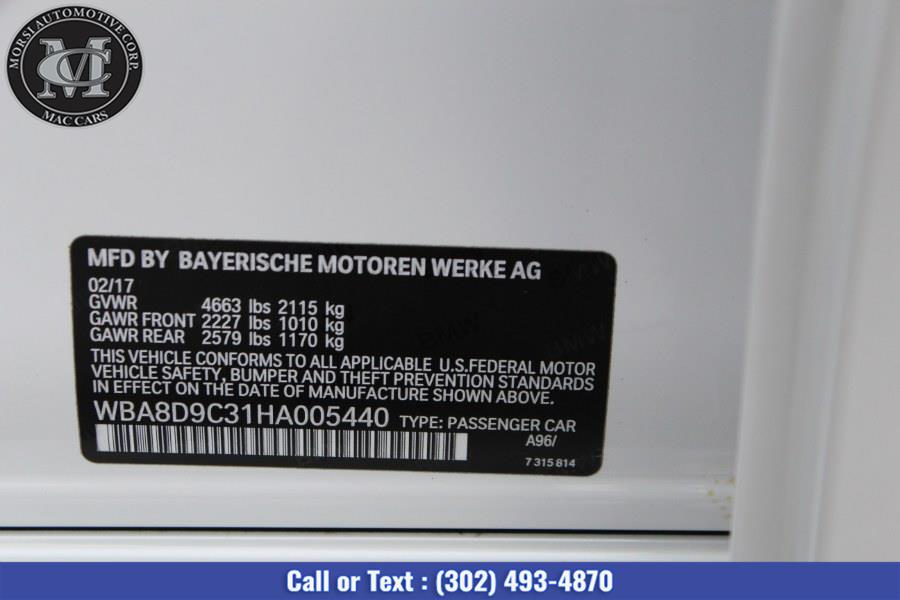 MORSI AUTOMOTIVE CORP.
MC
MAC CARS
MFD BY BAYERISCHE MOTOREN WERKE AG
02/17
GVWR 4663 lbs 2115 kg
GAWR FRONT 2227 lbs 1010 kg
GAWR REAR 2579 lbs 1170 kg
THIS VEHICLE CONFORMS TO ALL APPLICABLE U.S.FEDERAL MOTOR
VEHICLE SAFETY, BUMPER AND THEFT PREVENTION STANDARDS
IN EFFECT ON THE DATE OF MANUFACTURE SHOWN ABOVE.
WBA8D9C31HA005440 TYPE: PASSENGER CAR
A96/
7 315 814
BMW
BMW
Call or Text : (302) 493-4870